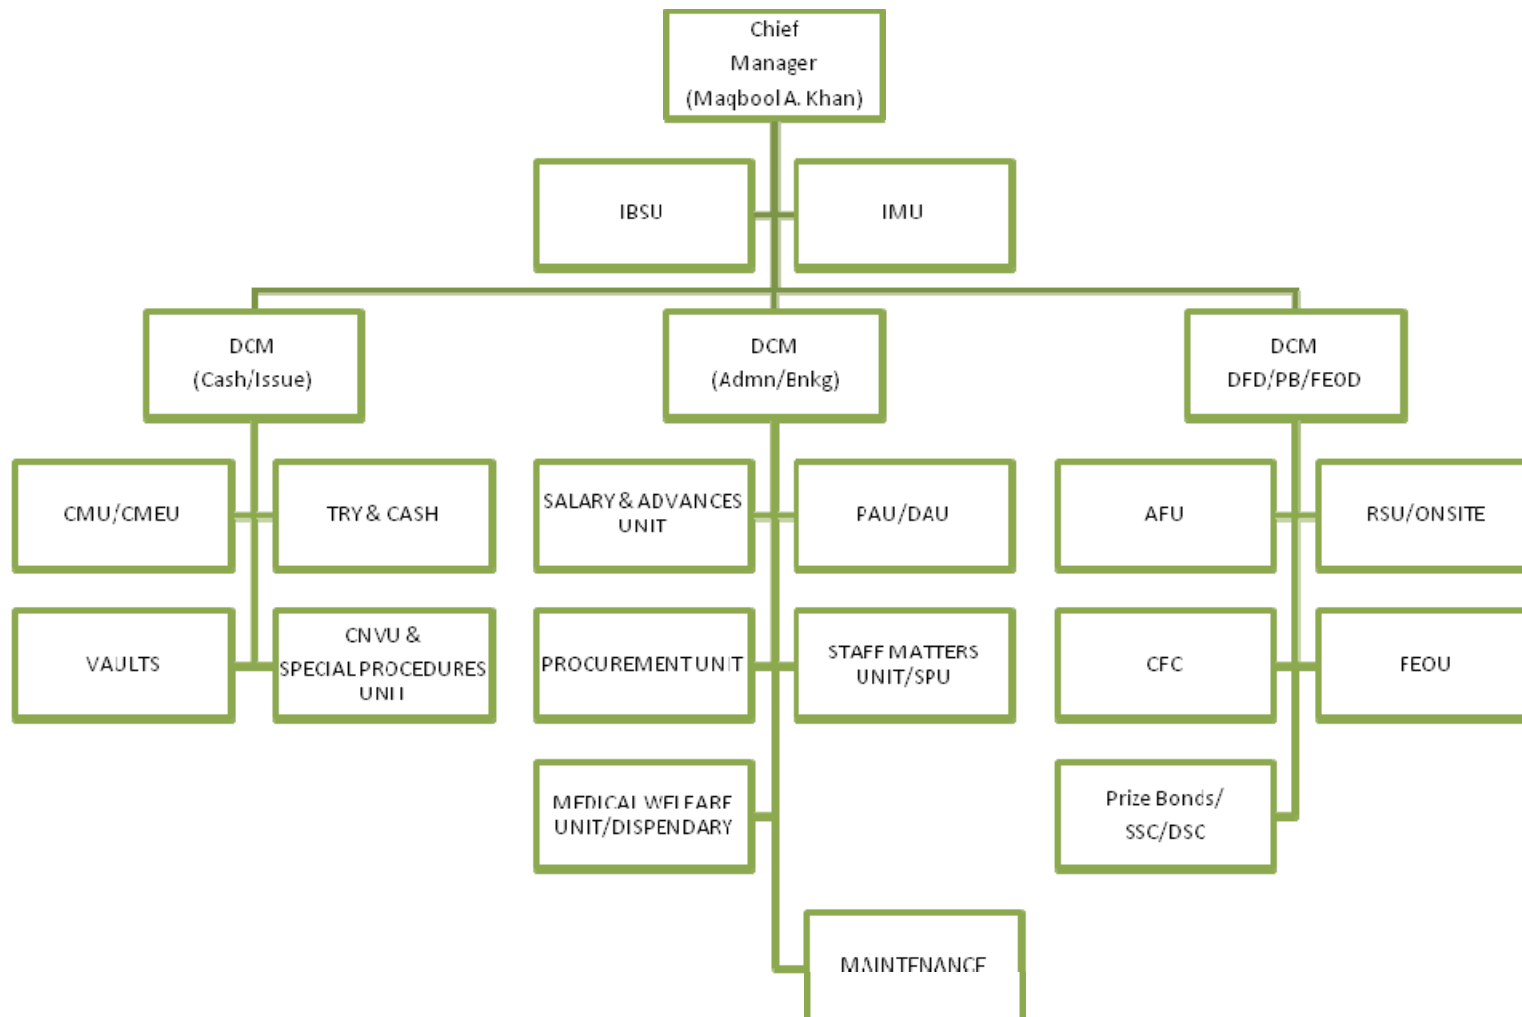 Chief
Manager
(Maqbool A. Khan)
IBSU
IMU
DCM
(Cash/Issue)
DCM
(Admn/Bnkg)
DCM
DFD/PB/FEOD
CMU/CMEU
TRY & CASH
SALARY & ADVANCES
UNIT
PAU/DAU
AFU
RSU/ONSITE
VAULTS
CNVU &
SPECIAL PROCEDURES
UNIT
PROCUREMENT UNIT
STAFF MATTERS
UNIT/SPU
CFC
FEOU
MEDICAL WELFARE
UNIT/DISPENDARY
Prize Bonds/
SSC/DSC
MAINTENANCE